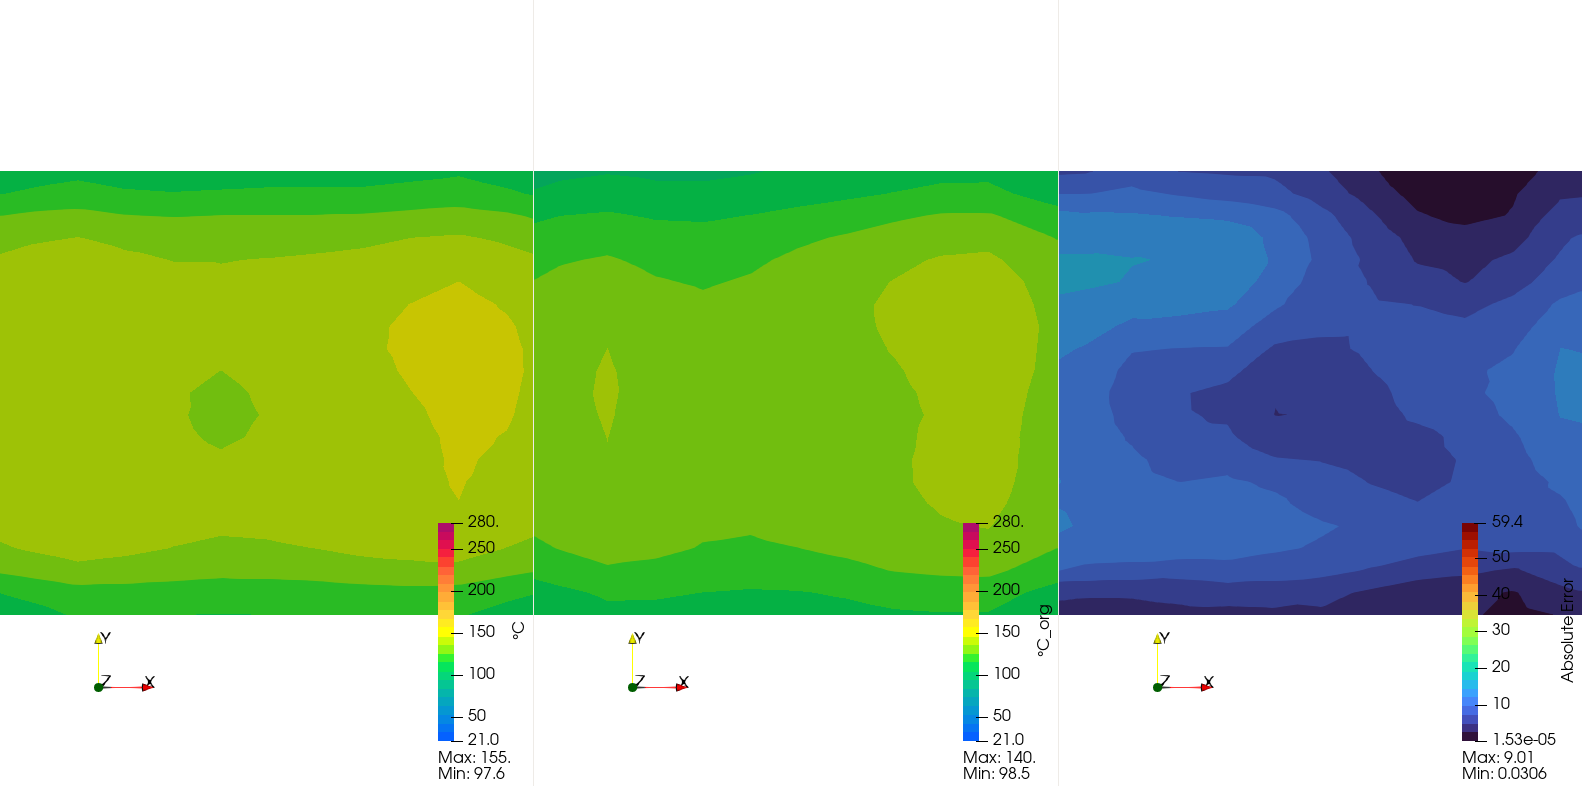 280.
250
200
150
100
50
21.0
°C
Max: 155.
Min: 97.6
Y
Z
X
280.
250
200
150
100
50
21.0
°C_org
Max: 140.
Min: 98.5
Y
Z
X
59.4
50
40
30
20
10
1.53e-05
Absolute Error
Max: 9.01
Min: 0.0306
Y
Z
X